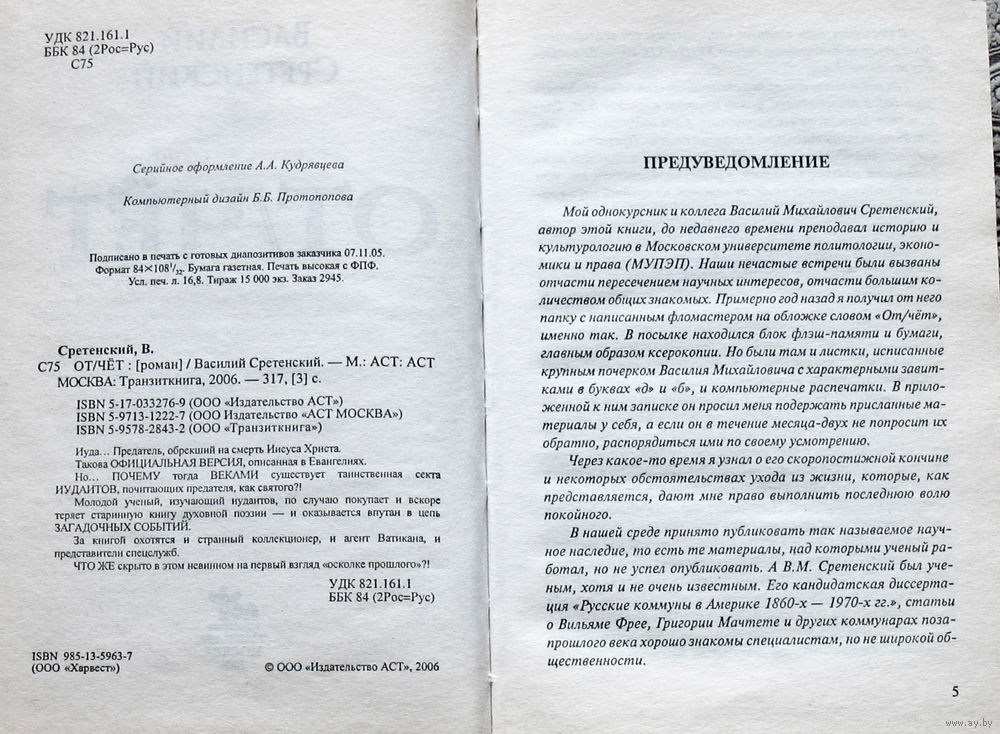 УДК 821.161.1
ББК 84 (2Рос=Рус)
С75
Серийное оформление А.А. Кудрявцева
Компьютерный дизайн Б.Б. Протопопова
Подписано в печать с готовых диапозитивов заказчика 07.11.05.
Формат 84×108¹/₃₂. Бумага газетная. Печать высокая с ФПФ.
Усл. печ. л. 16,8. Тираж 15 000 экз. Заказ 2945.
Сретенский, В.
С75 ОТ/ЧЁТ : [роман] / Василий Сретенский. — М.: АСТ: АСТ
МОСКВА: Транзиткнига, 2006. — 317, [3] с.
ISBN 5-17-033276-9 (ООО «Издательство АСТ»)
ISBN 5-9713-1222-7 (ООО Издательство «АСТ МОСКВА»)
ISBN 5-9578-2843-2 (ООО «Транзиткнига»)
Иуда... Предатель, обрекший на смерть Иисуса Христа.
Такова ОФИЦИАЛЬНАЯ ВЕРСИЯ, описанная в Евангелиях.
Но... ПОЧЕМУ тогда ВЕКАМИ существует таинственная секта
ИУДАИТОВ, почитающих предателя, как святого?!
Молодой ученый, изучающий иудаитов, по случаю покупает и вскоре
теряет старинную книгу духовной поэзии — и оказывается впутан в цепь
ЗАГАДОЧНЫХ СОБЫТИЙ.
За книгой охотятся и странный коллекционер, и агент Ватикана, и
представители спецслужб.
ЧТО ЖЕ скрыто в этом невинном на первый взгляд «осколке прошлого»?!
УДК 821.161.1
ББК 84 (2Рос=Рус)
ISBN 985-13-5963-7
(ООО «Харвест»)
© ООО «Издательство АСТ», 2006
ПРЕДУВЕДОМЛЕНИЕ
Мой однокурсник и коллега Василий Михайлович Сретенский,
автор этой книги, до недавнего времени преподавал историю и
культурологию в Московском университете политологии, эконо-
мики и права (МУПЭП). Наши нечастые встречи были вызваны
отчасти пересечением научных интересов, отчасти большим ко-
личеством общих знакомых. Примерно год назад я получил от него
папку с написанным фломастером на обложке словом «От/чёт»,
именно так. В посылке находился блок флэш-памяти и бумаги,
главным образом ксерокопии. Но были там и листки, исписанные
крупным почерком Василия Михайловича с характерными завит-
ками в буквах «д» и «б», и компьютерные распечатки. В прило-
женной к ним записке он просил меня подержать присланные ма-
териалы у себя, а если он в течение месяца-двух не попросит их
обратно, распорядиться ими по своему усмотрению.
Через какое-то время я узнал о его скоропостижной кончине
и некоторых обстоятельствах ухода из жизни, которые, как
представляется, дают мне право выполнить последнюю волю
покойного.
В нашей среде принято публиковать так называемое науч-
ное наследие, то есть те материалы, над которыми ученый ра-
ботал, но не успел опубликовать. А В.М. Сретенский был уче-
ным, хотя и не очень известным. Его кандидатская диссерта-
ция «Русские коммуны в Америке 1860-х — 1970-х гг.», статьи
о Вильяме Фрее, Григории Мачтете и других коммунарах поза-
прошлого века хорошо знакомы специалистам, но не широкой об-
щественности.
5
www.ay.by